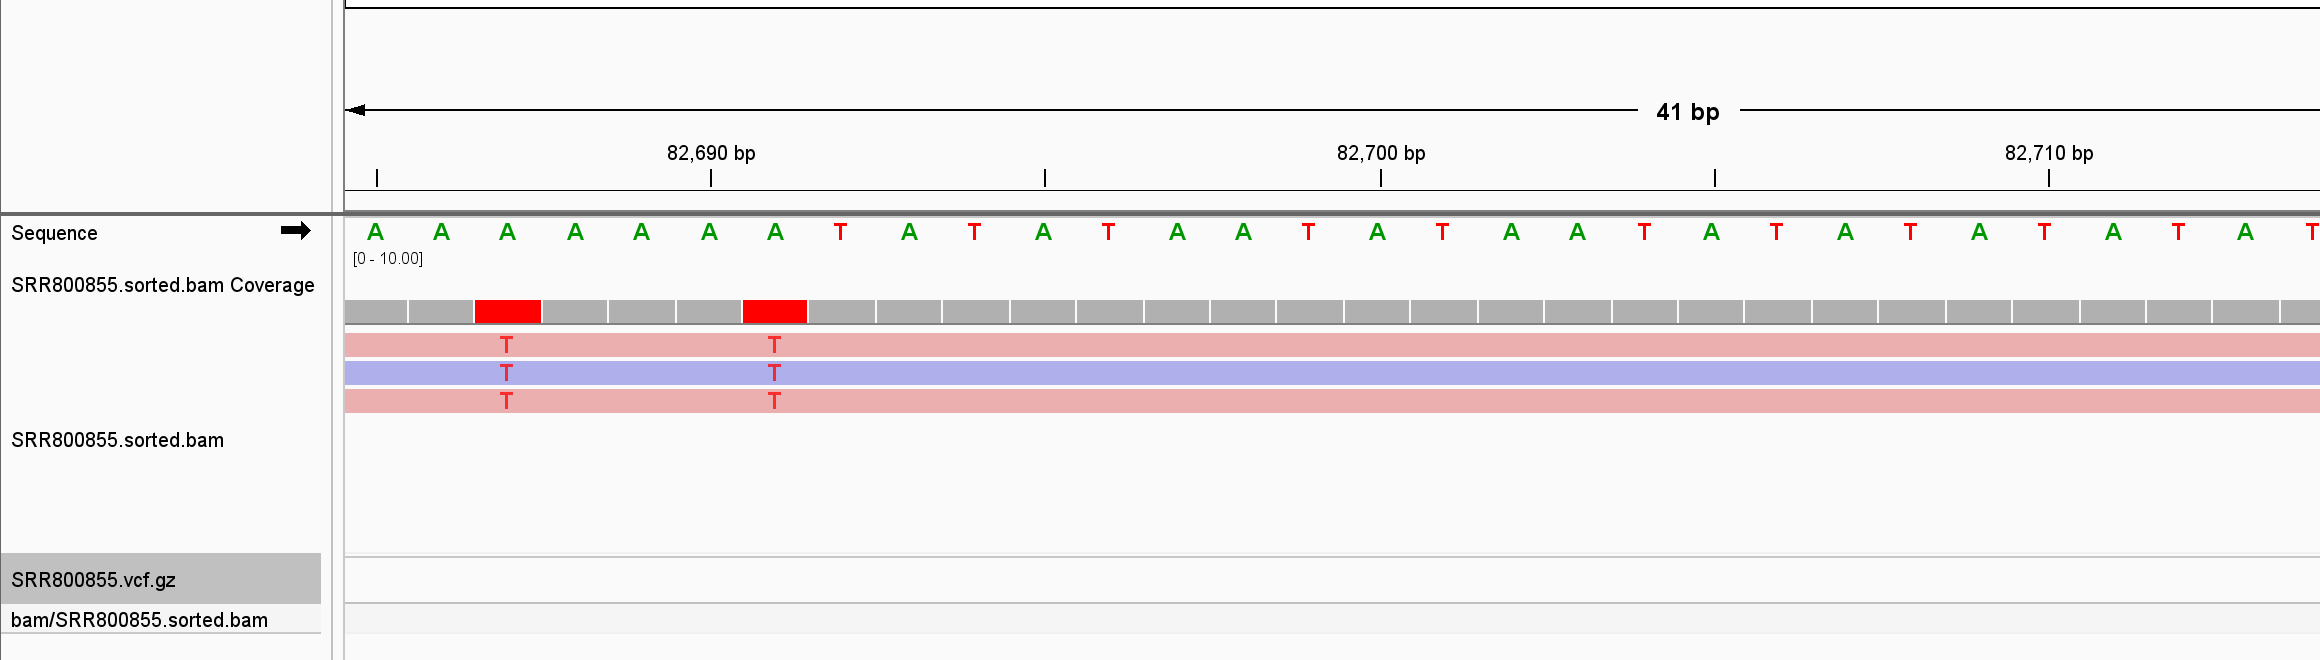 41 bp
82,690 bp 82,700 bp 82,710 bp
Sequence A A A A A A A T A T A T A A T A T A A T A T A T A T A T A T
[0 - 10.00]
SRR800855.sorted.bam Coverage
T T
T T
T T
SRR800855.sorted.bam
SRR800855.vcf.gz
bam/SRR800855.sorted.bam